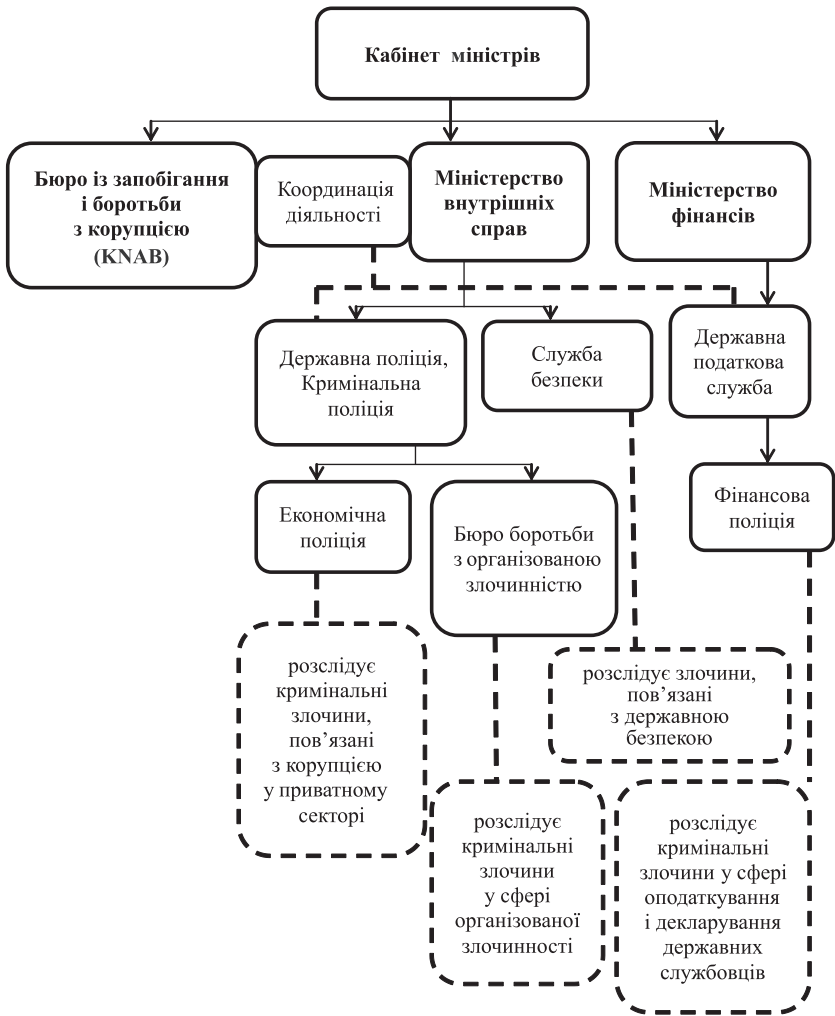 Кабінет міністрів
Бюро із запобігання
і боротьби
з корупцією
(KNAB)
Координація
діяльності
Міністерство
внутрішніх
справ
Міністерство
фінансів
Державна поліція,
Кримінальна
поліція
Служба
безпеки
Державна
податкова
служба
Економічна
поліція
Бюро боротьби
з організованою
злочинністю
Фінансова
поліція
розслідує
кримінальні
злочини,
пов’язані
з корупцією
у приватному
секторі
розслідує злочини,
пов’язані
з державною
безпекою
розслідує
кримінальні
злочини
у сфері
організованої
злочинності
розслідує
кримінальні
злочини у сфері
оподаткування
і декларування
державних
службовців